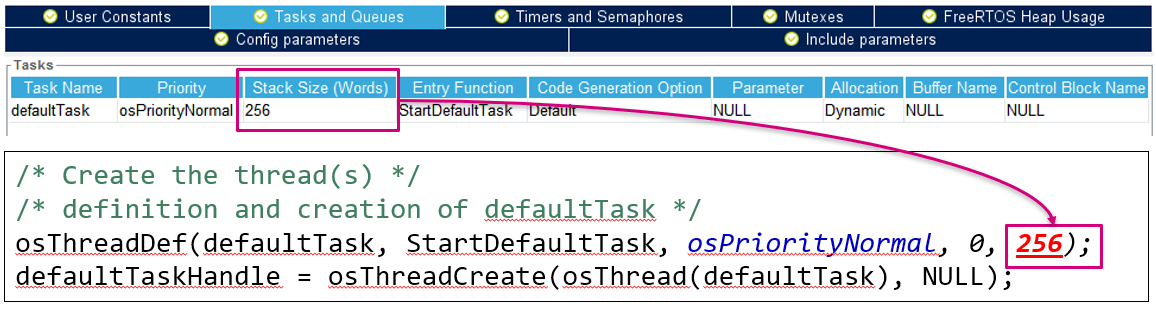 User Constants Tasks and Queues Timers and Semaphores Mutexes FreeRTOS Heap Usage
Config parameters Include parameters
Tasks
Task Name Priority Stack Size (Words) Entry Function Code Generation Option Parameter Allocation Buffer Name Control Block Name
defaultTask osPriorityNormal 256 StartDefaultTask Default NULL Dynamic NULL NULL
/* Create the thread(s) */
/* definition and creation of defaultTask */
osThreadDef(defaultTask, StartDefaultTask, osPriorityNormal, 0, 256);
defaultTaskHandle = osThreadCreate(osThread(defaultTask), NULL);